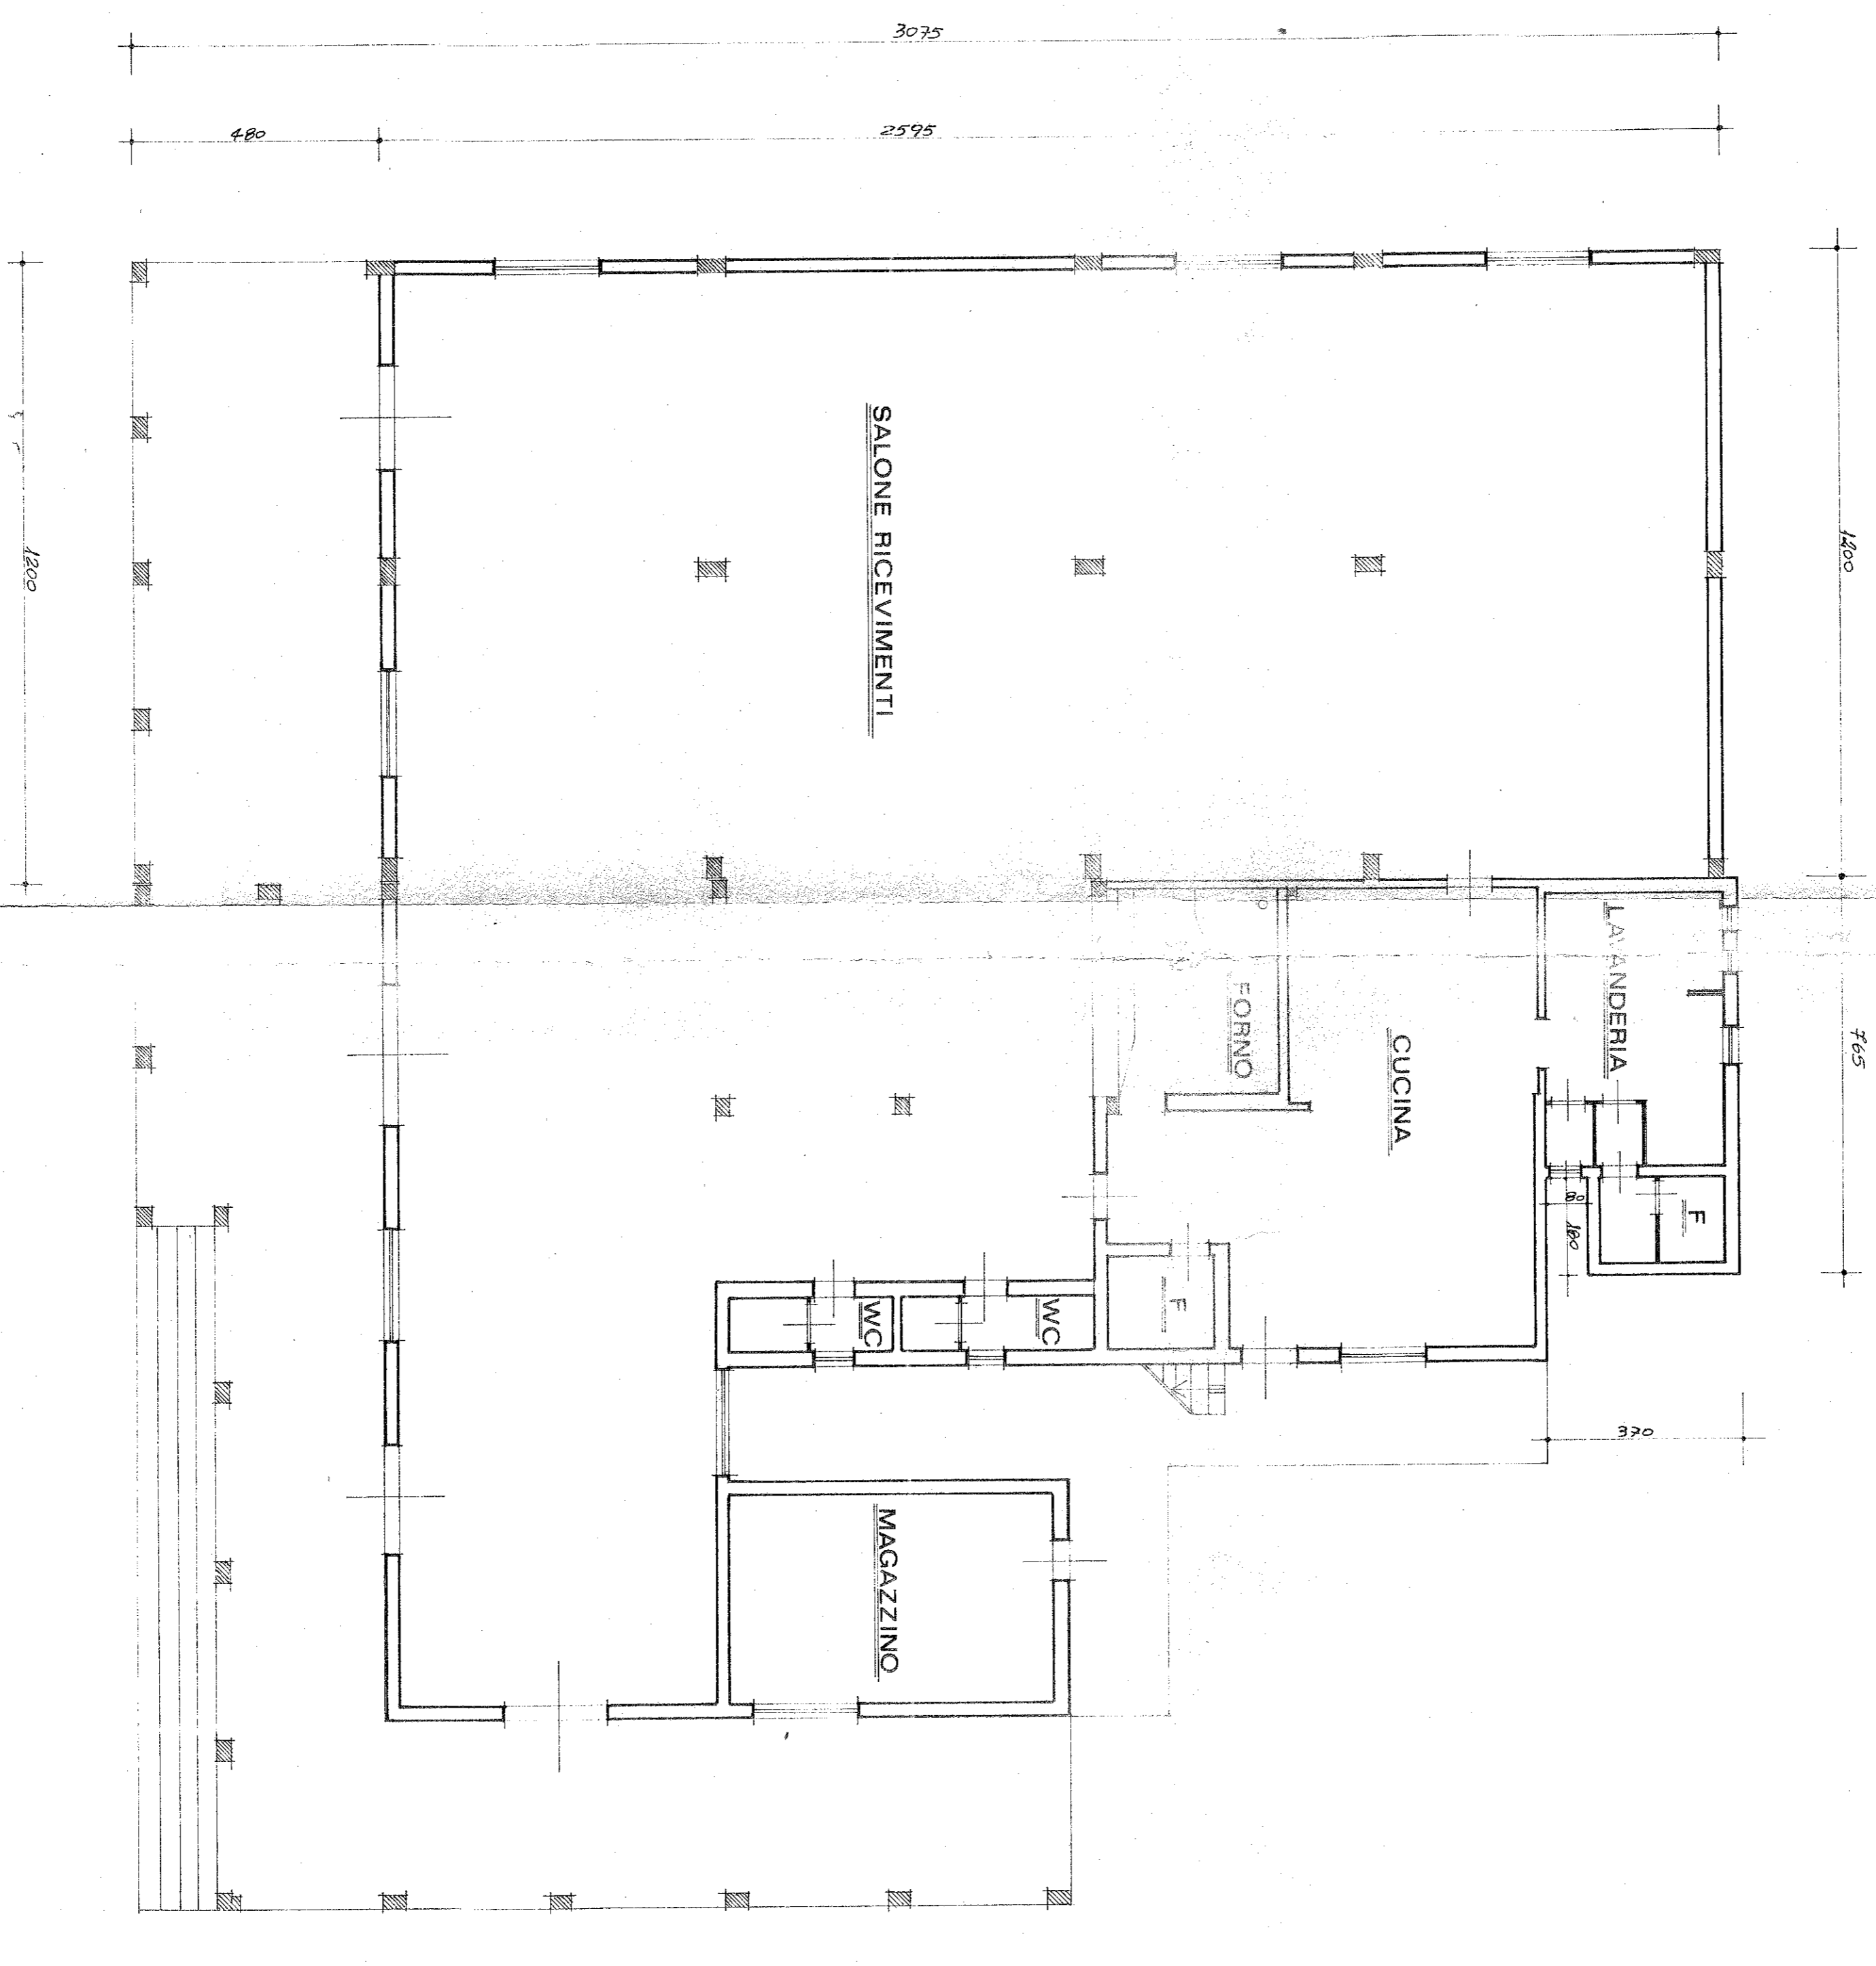 3075
480
2595
1200
1200
SALONE RICEVIMENTI
765
LAVANDERIA
FORNO
CUCINA
F
80
180
F
WC
WC
370
MAGAZZINO